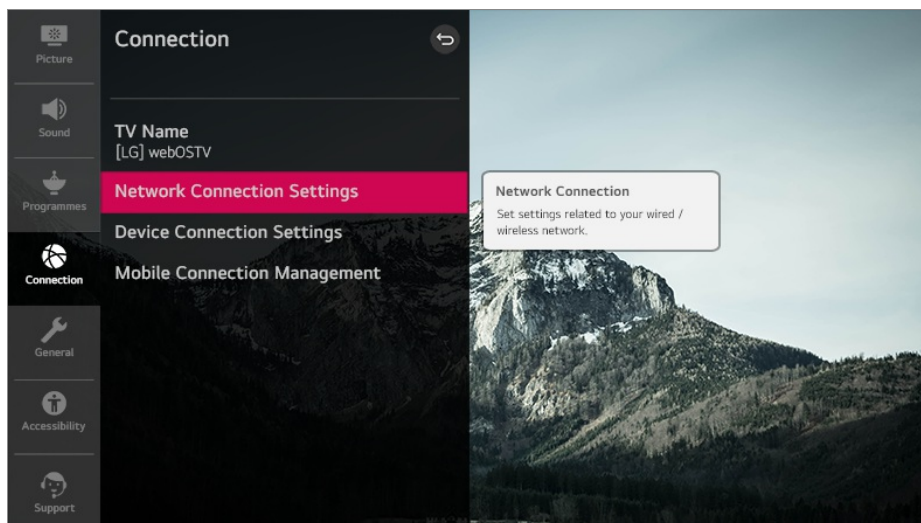 Picture
Sound
Programmes
Connection
General
Accessibility
Support
Connection
TV Name
[LG] webOSTV
Network Connection Settings
Device Connection Settings
Mobile Connection Management
Network Connection
Set settings related to your wired /
wireless network.